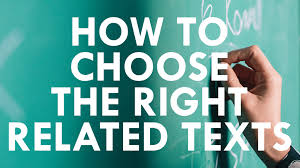 HOW TO
CHOOSE
THE RIGHT
RELATED TEXTS